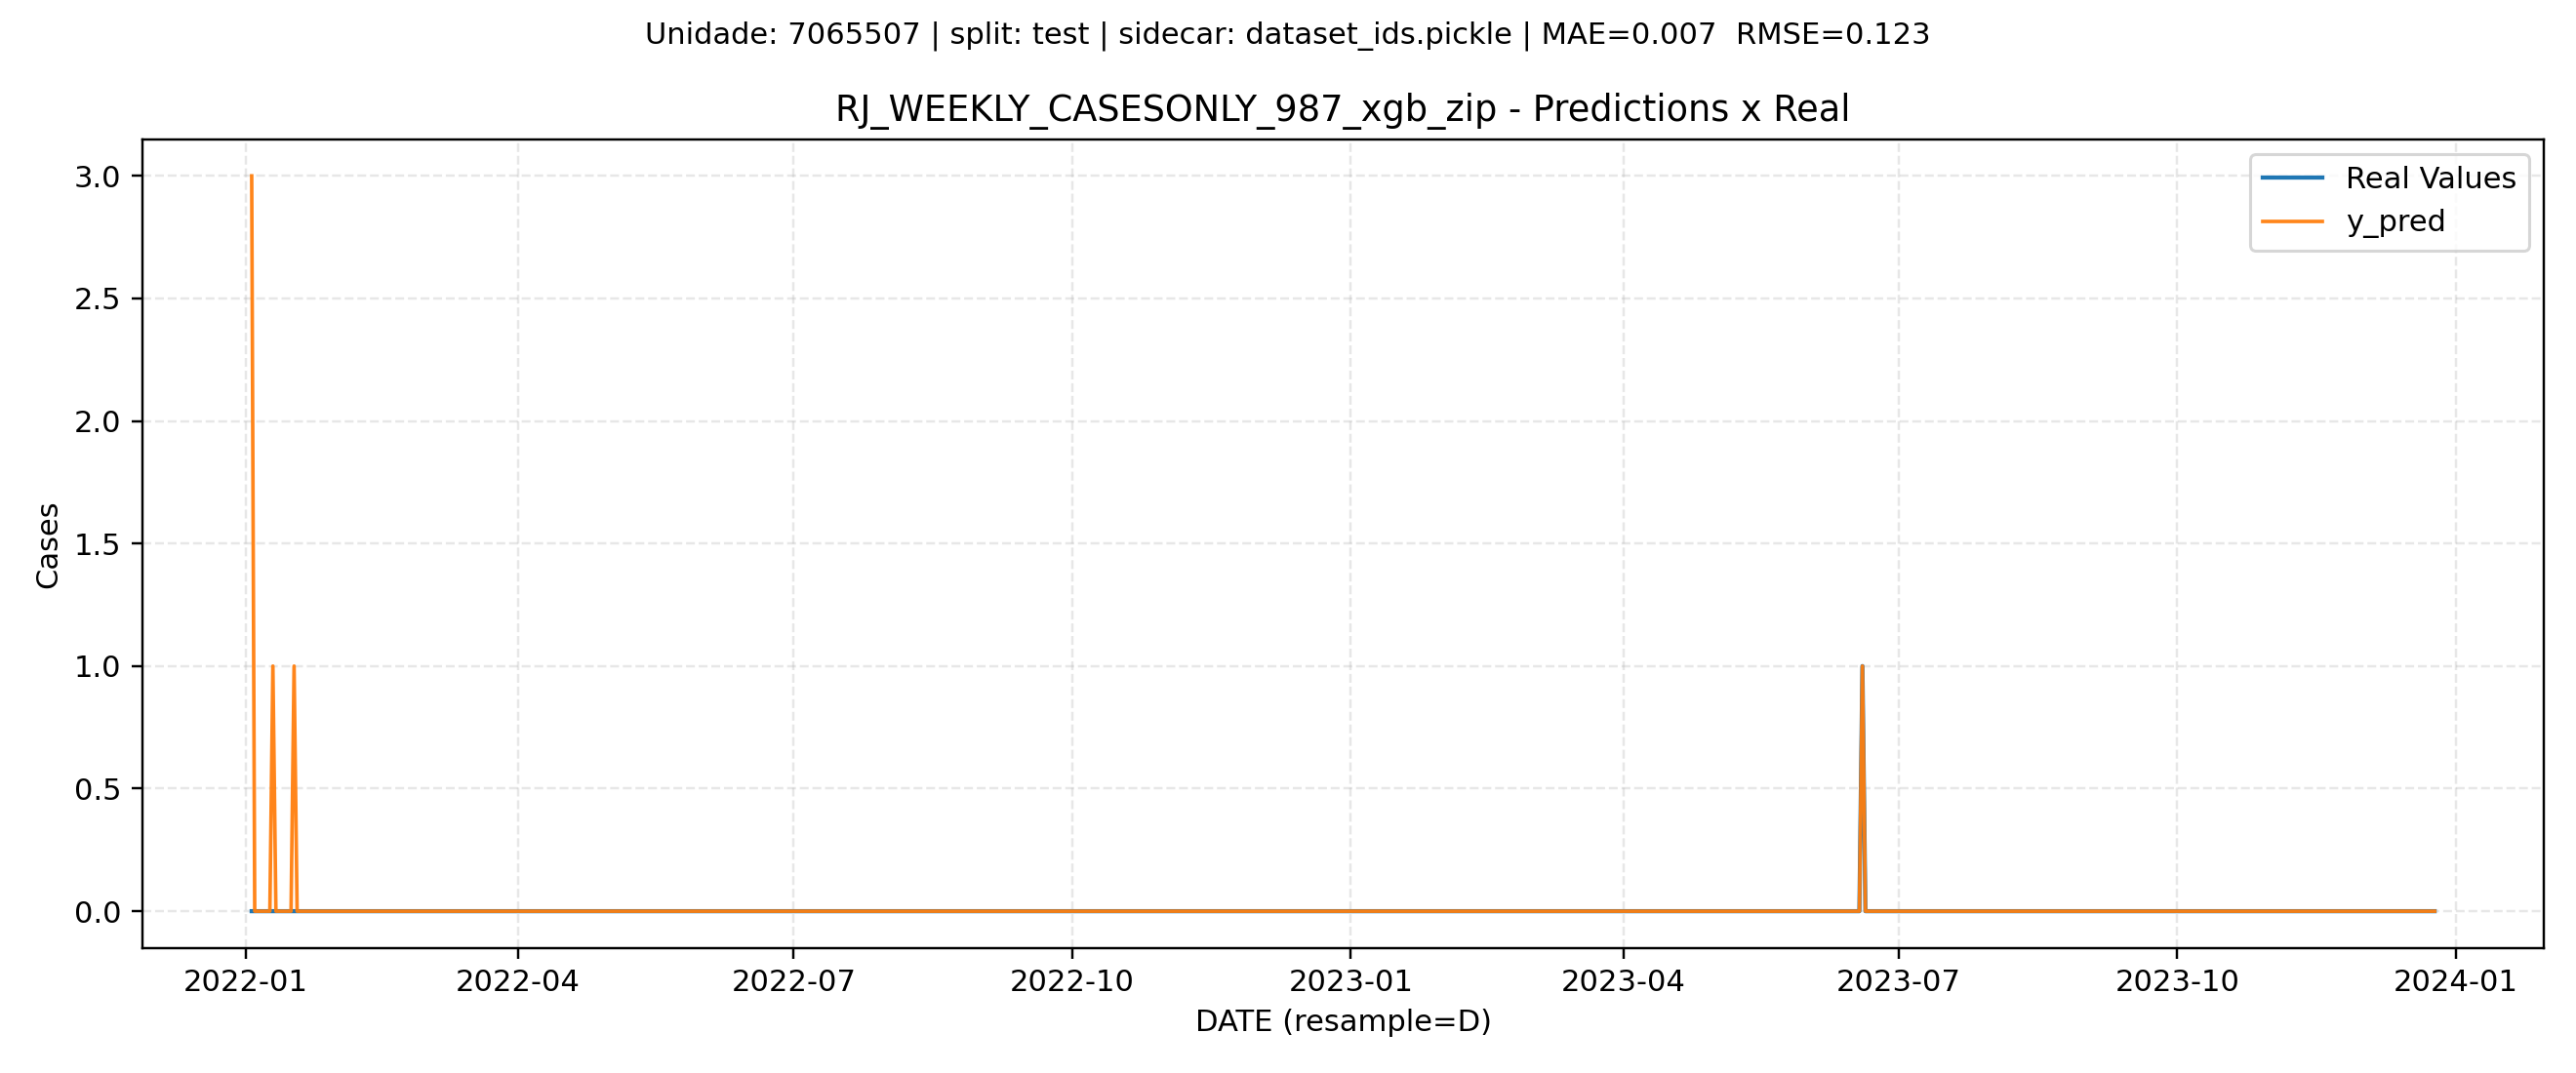 Unidade: 7065507 | split: test | sidecar: dataset_ids.pickle | MAE=0.007  RMSE=0.123
RJ_WEEKLY_CASESONLY_987_xgb_zip - Predictions x Real
Real Values
y_pred
3.0
2.5
2.0
1.5
1.0
0.5
0.0
Cases
2022-01
2022-04
2022-07
2022-10
2023-01
2023-04
2023-07
2023-10
2024-01
DATE (resample=D)